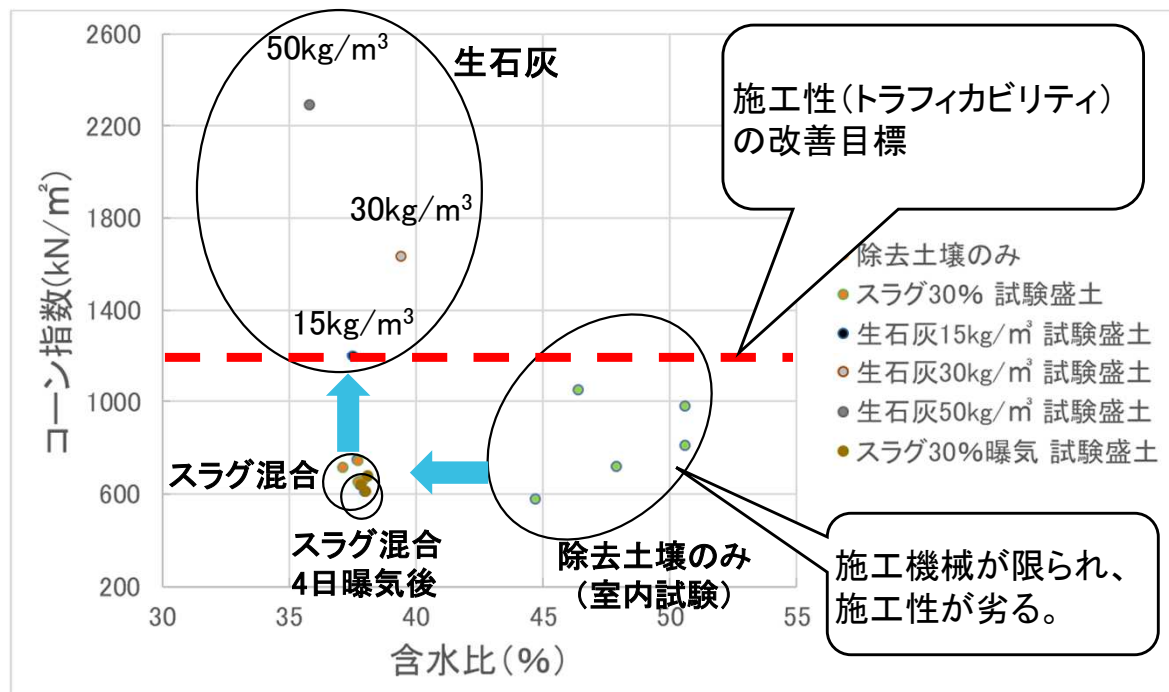 コーン指数(kN/㎡)
2600
2200
1800
1400
1000
600
200
30
35
40
45
50
55
含水比(%)
50kg/m³
生石灰
30kg/m³
15kg/m³
スラグ混合
スラグ混合
4日曝気後
除去土壌のみ
(室内試験)
施工性(トラフィカビリティ)
の改善目標
除去土壌のみ
スラグ30% 試験盛土
生石灰15kg/㎥ 試験盛土
生石灰30kg/㎥ 試験盛土
生石灰50kg/㎥ 試験盛土
スラグ30%曝気 試験盛土
施工機械が限られ、
施工性が劣る。